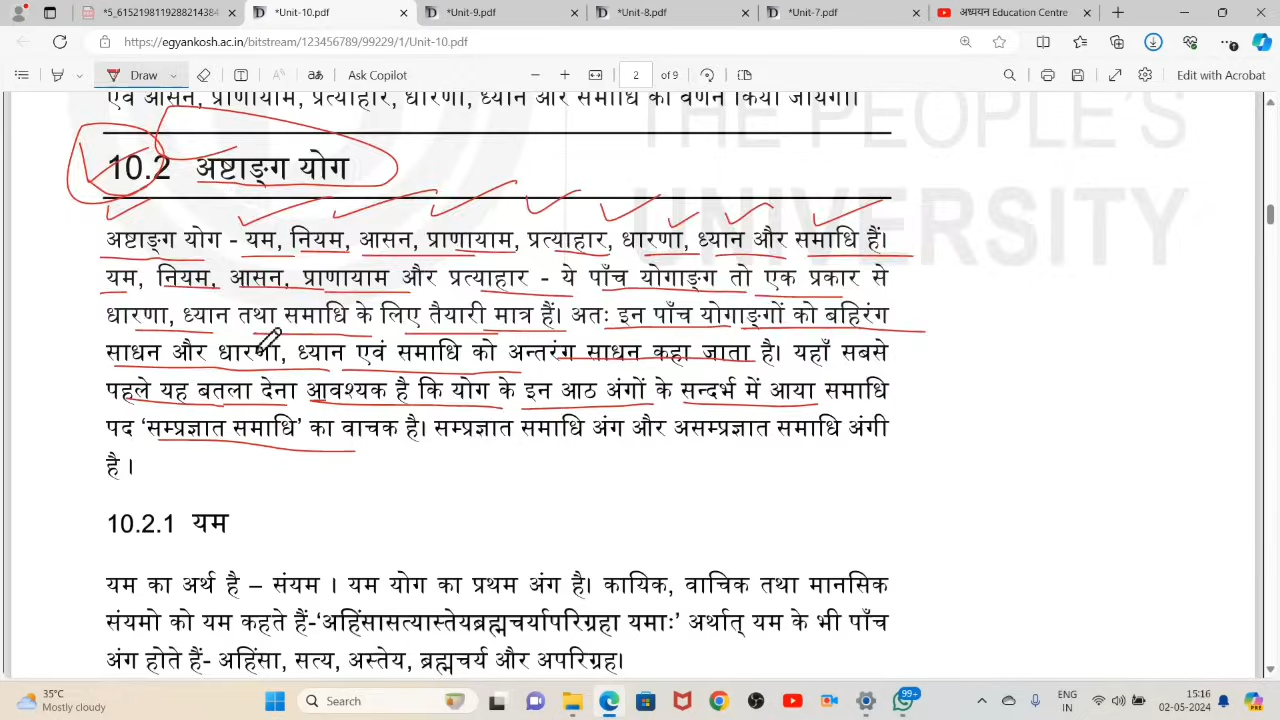 *5_6152198119288214384
*Unit-10.pdf
*Unit-9.pdf
*Unit-8.pdf
*Unit-7.pdf
अध्ययन Education Centre
https://egyankosh.ac.in/bitstream/123456789/99229/1/Unit-10.pdf
Draw
Ask Copilot
2 of 9
Edit with Acrobat
एवं आसन, प्राणायाम, प्रत्याहार, धारणा, ध्यान और समाधि का वर्णन किया जायेगा।
THE PEOPLE'S
UNIVERSITY
10.2 अष्टाङ्ग योग
अष्टाङ्ग योग - यम, नियम, आसन, प्राणायाम, प्रत्याहार, धारणा, ध्यान और समाधि हैं।
यम, नियम, आसन, प्राणायाम और प्रत्याहार - ये पाँच योगाङ्ग तो एक प्रकार से
धारणा, ध्यान तथा समाधि के लिए तैयारी मात्र हैं। अतः इन पाँच योगाङ्गों को बहिरंग
साधन और धारणा, ध्यान एवं समाधि को अन्तरंग साधन कहा जाता है। यहाँ सबसे
पहले यह बतला देना आवश्यक है कि योग के इन आठ अंगों के सन्दर्भ में आया समाधि
पद ‘सम्प्रज्ञात समाधि’ का वाचक है। सम्प्रज्ञात समाधि अंग और असम्प्रज्ञात समाधि अंगी
है ।
10.2.1 यम
यम का अर्थ है – संयम । यम योग का प्रथम अंग है। कायिक, वाचिक तथा मानसिक
संयमो को यम कहते हैं-‘अहिंसासत्यास्तेयब्रह्मचर्यापरिग्रहा यमाः’ अर्थात् यम के भी पाँच
अंग होते हैं- अहिंसा, सत्य, अस्तेय, ब्रह्मचर्य और अपरिग्रह।
35°C
Mostly cloudy
Search
99+
ENG
IN
15:16
02-05-2024